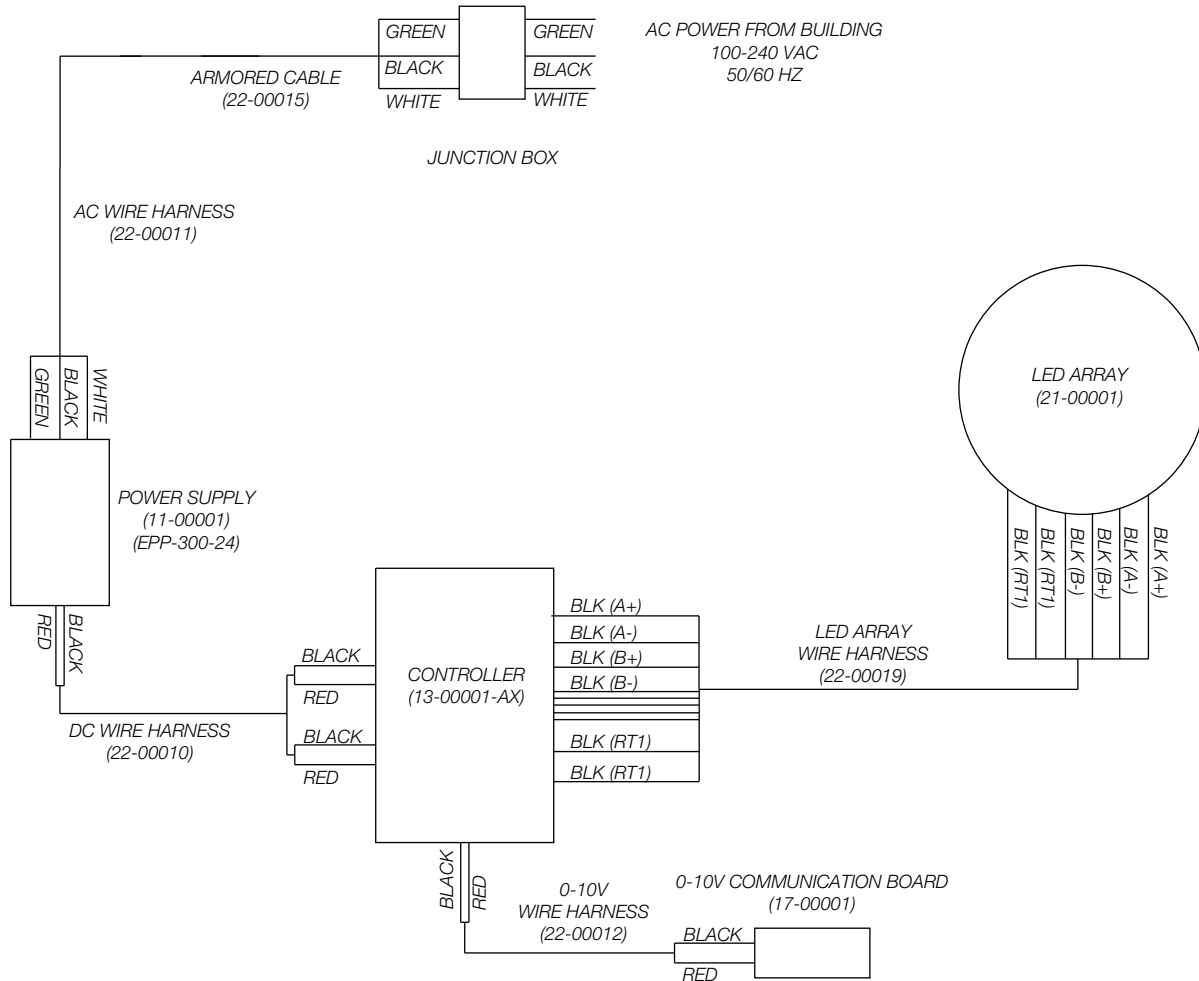 GREEN
GREEN
AC POWER FROM BUILDING
100-240 VAC
50/60 HZ
BLACK
BLACK
WHITE
WHITE
ARMORED CABLE
(22-00015)
JUNCTION BOX
AC WIRE HARNESS
(22-00011)
GREEN
BLACK
WHITE
POWER SUPPLY
(11-00001)
(EPP-300-24)
RED
BLACK
DC WIRE HARNESS
(22-00010)
BLACK
RED
BLACK
RED
CONTROLLER
(13-00001-AX)
BLK (A+)
BLK (A-)
BLK (B+)
BLK (B-)
BLK (RT1)
BLK (RT1)
LED ARRAY
WIRE HARNESS
(22-00019)
LED ARRAY
(21-00001)
BLK (RT1)
BLK (RT1)
BLK (B-)
BLK (B+)
BLK (A-)
BLK (A+)
BLACK
RED
0-10V
WIRE HARNESS
(22-00012)
0-10V COMMUNICATION BOARD
(17-00001)
BLACK
RED